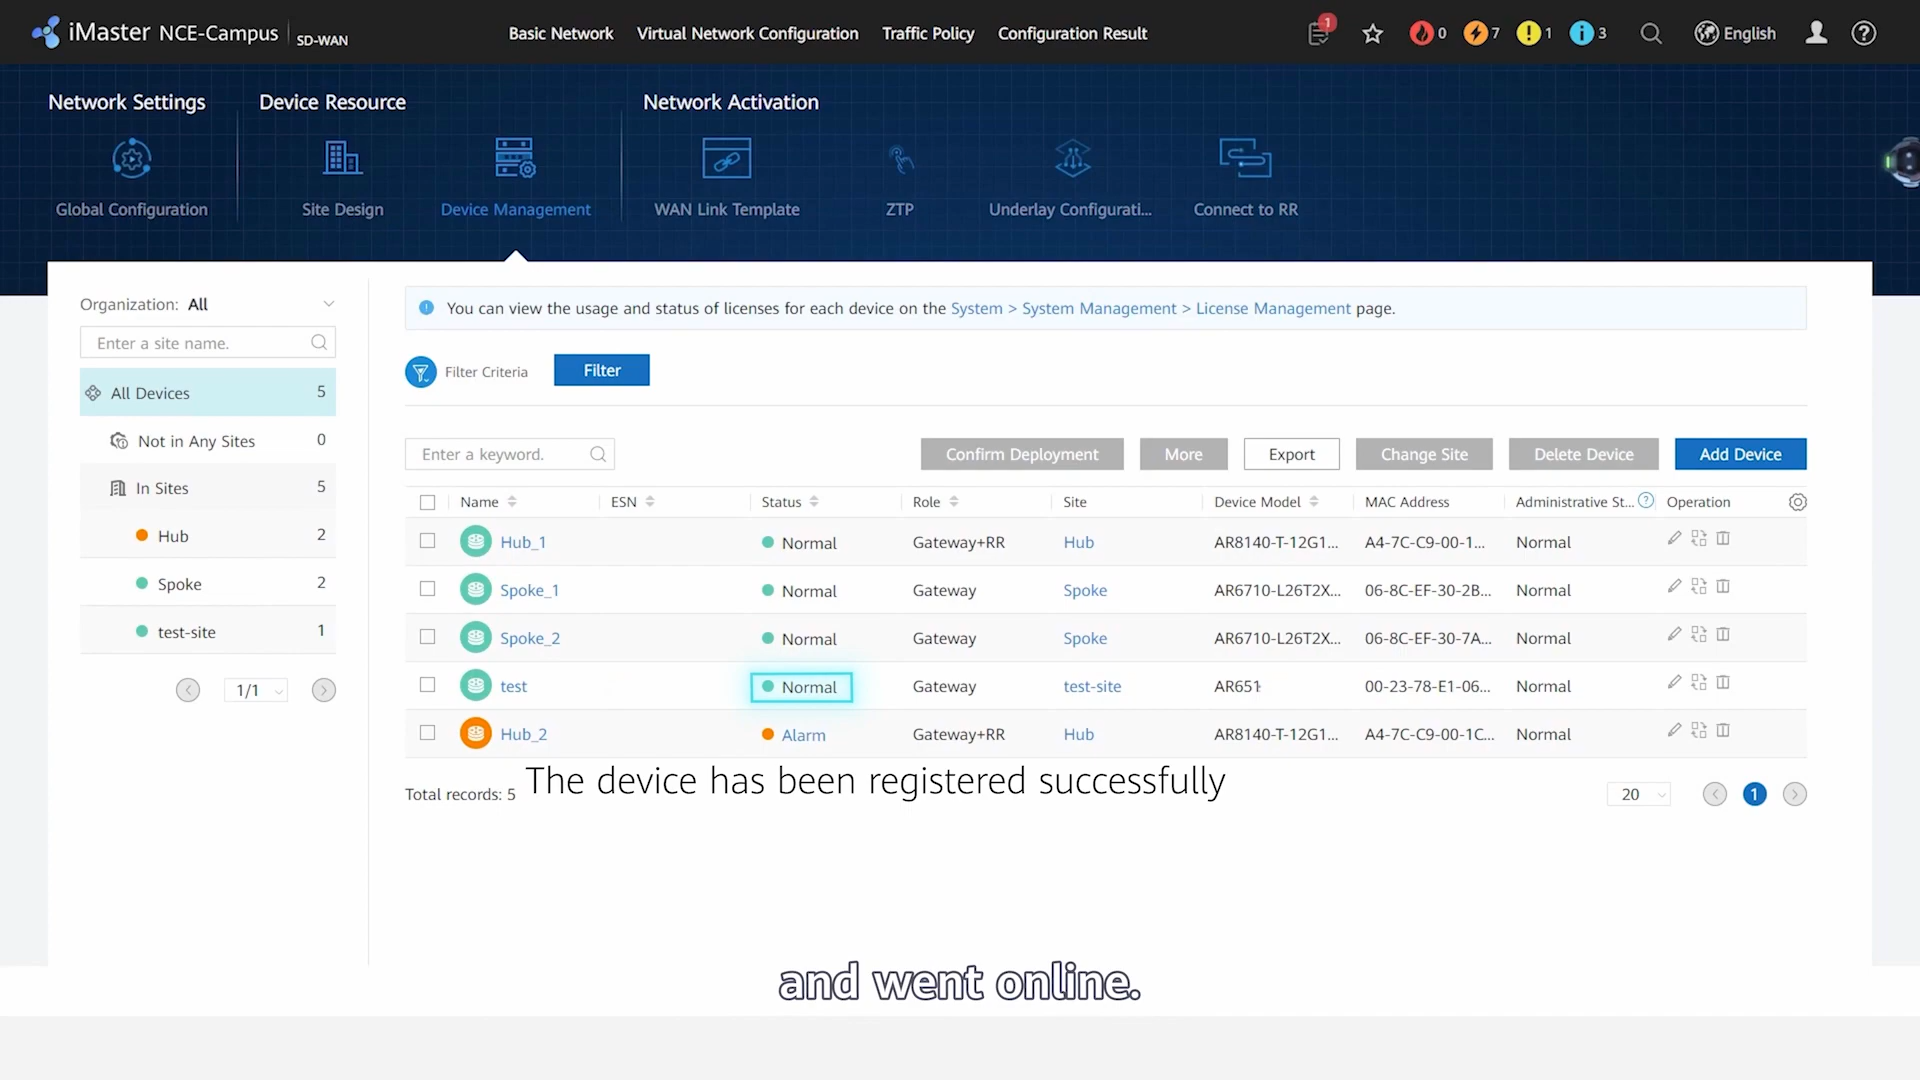 iMaster NCE-Campus SD-WAN
Basic Network Virtual Network Configuration Traffic Policy Configuration Result
1 0 7 1 3 English
Network Settings Device Resource Network Activation
Global Configuration Site Design Device Management WAN Link Template ZTP Underlay Configurati... Connect to RR
Organization: All
Enter a site name.
All Devices 5
Not in Any Sites 0
In Sites 5
Hub 2
Spoke 2
test-site 1
1/1
You can view the usage and status of licenses for each device on the System > System Management > License Management page.
Filter Criteria Filter
Enter a keyword. Confirm Deployment More Export Change Site Delete Device Add Device
Name ESN Status Role Site Device Model MAC Address Administrative St... Operation
Hub_1 Normal Gateway+RR Hub AR8140-T-12G1... A4-7C-C9-00-1... Normal
Spoke_1 Normal Gateway Spoke AR6710-L26T2X... 06-8C-EF-30-2B... Normal
Spoke_2 Normal Gateway Spoke AR6710-L26T2X... 06-8C-EF-30-7A... Normal
test Normal Gateway test-site AR651 00-23-78-E1-06... Normal
Hub_2 Alarm Gateway+RR Hub AR8140-T-12G1... A4-7C-C9-00-1C... Normal
Total records: 5 20 1
The device has been registered successfully
and went online.